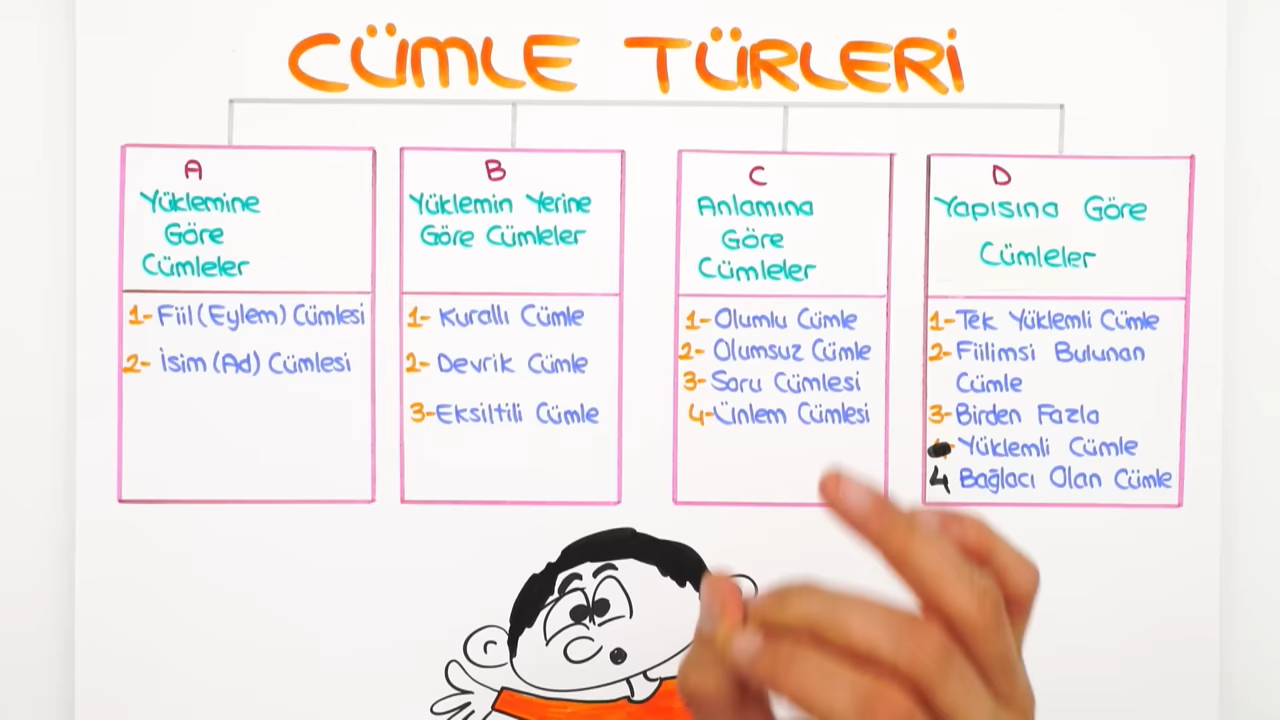 CÜMLE TÜRLERİ
A
Yüklemine
Göre
Cümleler
1- Fiil (Eylem) Cümlesi
2- İsim (Ad) Cümlesi
B
Yüklemin Yerine
Göre Cümleler
1- Kurallı Cümle
2- Devrik Cümle
3-Eksiltili Cümle
C
Anlamına
Göre
Cümleler
1-Olumlu Cümle
2-Olumsuz Cümle
3-Soru Cümlesi
4-Ünlem Cümlesi
D
Yapısına Göre
Cümleler
1-Tek Yüklemli Cümle
2-Fiilimsi Bulunan
Cümle
3-Birden Fazla
Yüklemli Cümle
4 Bağlacı Olan Cümle